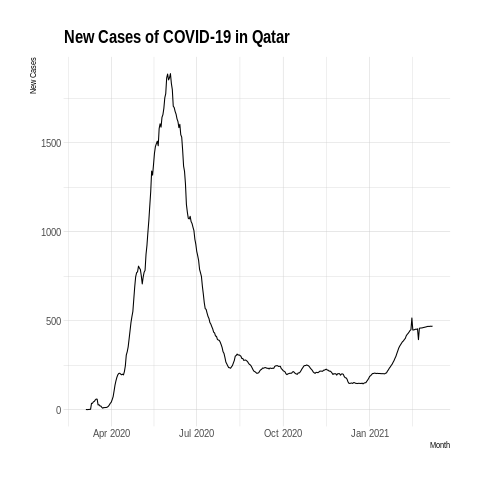 New Cases of COVID-19 in Qatar
New Cases
1500
1000
500
0
Apr 2020 Jul 2020 Oct 2020 Jan 2021
Month